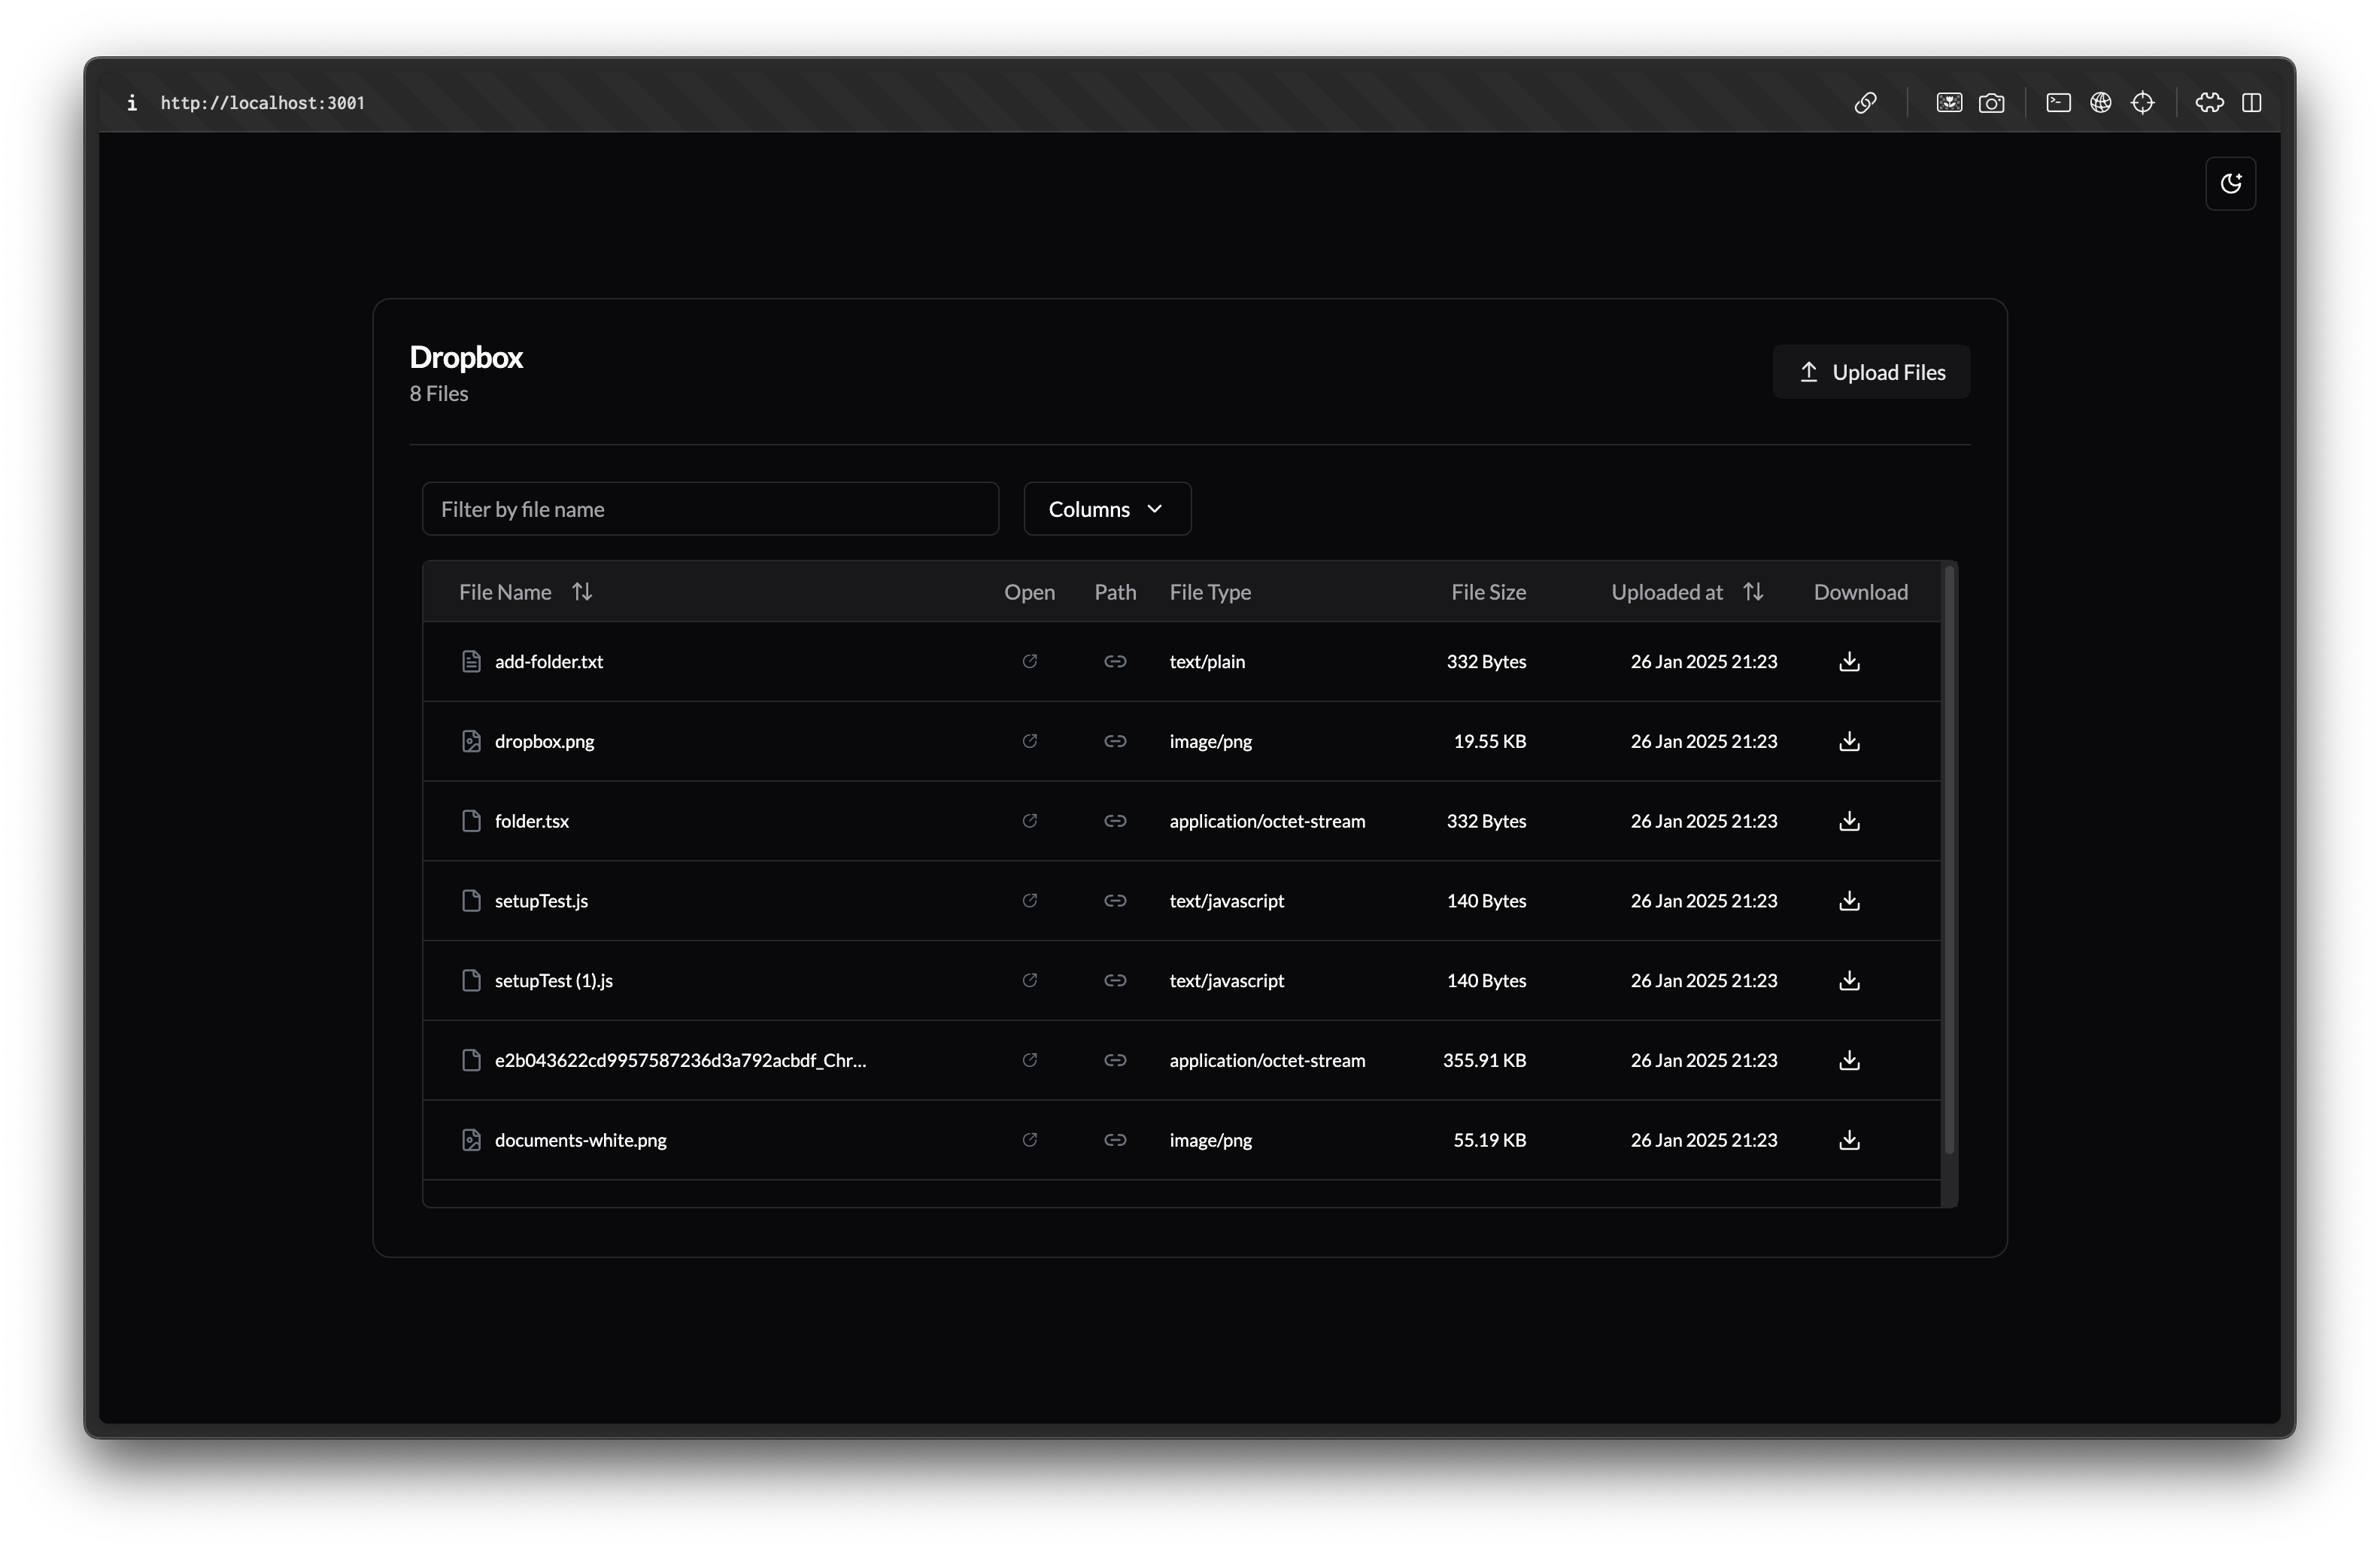 i http://localhost:3001
Dropbox
8 Files
Upload Files
Filter by file name
Columns
File Name Open Path File Type File Size Uploaded at Download
add-folder.txt text/plain 332 Bytes 26 Jan 2025 21:23
dropbox.png image/png 19.55 KB 26 Jan 2025 21:23
folder.tsx application/octet-stream 332 Bytes 26 Jan 2025 21:23
setupTest.js text/javascript 140 Bytes 26 Jan 2025 21:23
setupTest (1).js text/javascript 140 Bytes 26 Jan 2025 21:23
e2b043622cd9957587236d3a792acbdf_Chr... application/octet-stream 355.91 KB 26 Jan 2025 21:23
documents-white.png image/png 55.19 KB 26 Jan 2025 21:23